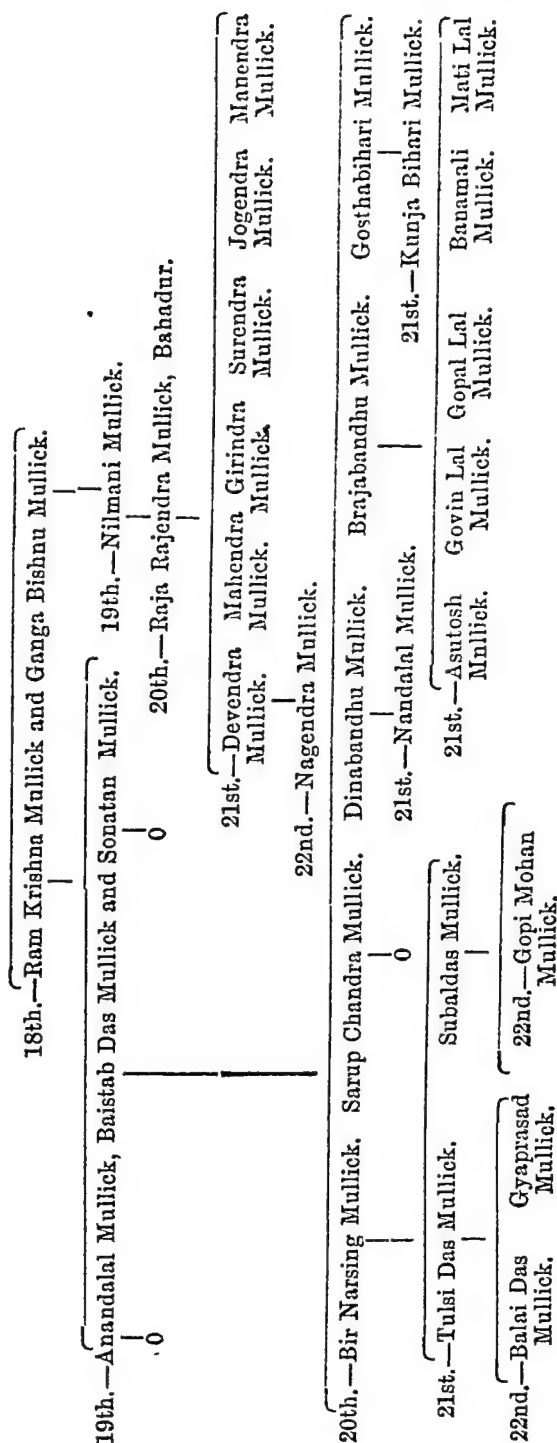 18th.—Ram Krishna Mullick and Ganga Bishnu Mullick.
19th.—Anandalal Mullick, Baistab Das Mullick and Sonatan Mullick.
19th.—Nilmani Mullick.
O
O
20th.—Raja Rajendra Mullick, Bahadur.
21st.—Devendra Mahendra Girindra Surendra Jogendra Manendra
Mullick. Mullick. Mullick. Mullick. Mullick. Mullick.
22nd.—Nagendra Mullick.
20th.—Bir Narsing Mullick. Sarup Chandra Mullick. Dinabandhu Mullick. Brajabandhu Mullick. Gosthabihari Mullick.
O
21st.—Nandalal Mullick.
21st.—Kunja Bihari Mullick.
21st.—Tulsi Das Mullick. Subaldas Mullick.
21st.—Asutosh Govin Lal Gopal Lal Banamali Mati Lal
Mullick. Mullick. Mullick. Mullick. Mullick.
22nd.—Balai Das Gyaprasad
Mullick. Mullick.
22nd.—Gopi Mohan
Mullick.